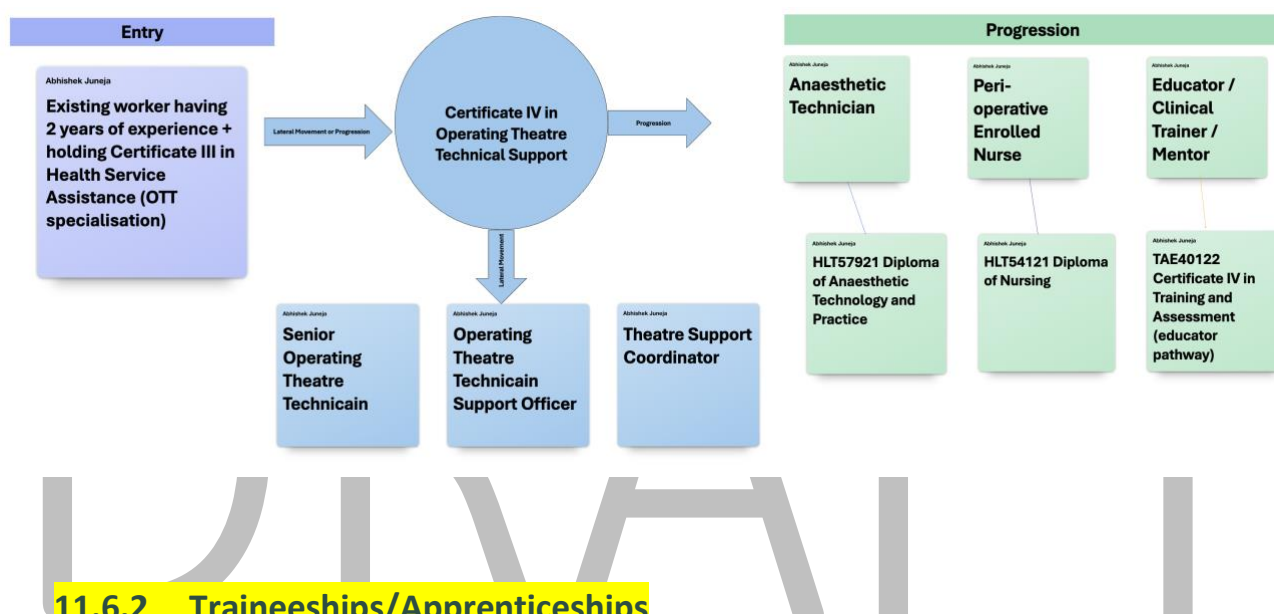 Entry
Abhishek Juneja
Existing worker having
2 years of experience +
holding Certificate III in
Health Service
Assistance (OTT
specialisation)
Lateral Movement or Progression
Certificate IV in
Operating Theatre
Technical Support
Progression
Lateral Movement
Abhishek Juneja
Senior
Operating
Theatre
Technicain
Abhishek Juneja
Operating
Theatre
Technicain
Support Officer
Abhishek Juneja
Theatre Support
Coordinator
Progression
Abhishek Juneja
Anaesthetic
Technician
Abhishek Juneja
Peri-
operative
Enrolled
Nurse
Abhishek Juneja
Educator /
Clinical
Trainer /
Mentor
Abhishek Juneja
HLT57921 Diploma
of Anaesthetic
Technology and
Practice
Abhishek Juneja
HLT54121 Diploma
of Nursing
Abhishek Juneja
TAE40122
Certificate IV in
Training and
Assessment
(educator
pathway)
DRAFT
11.6.2 Traineeships/Apprenticeships